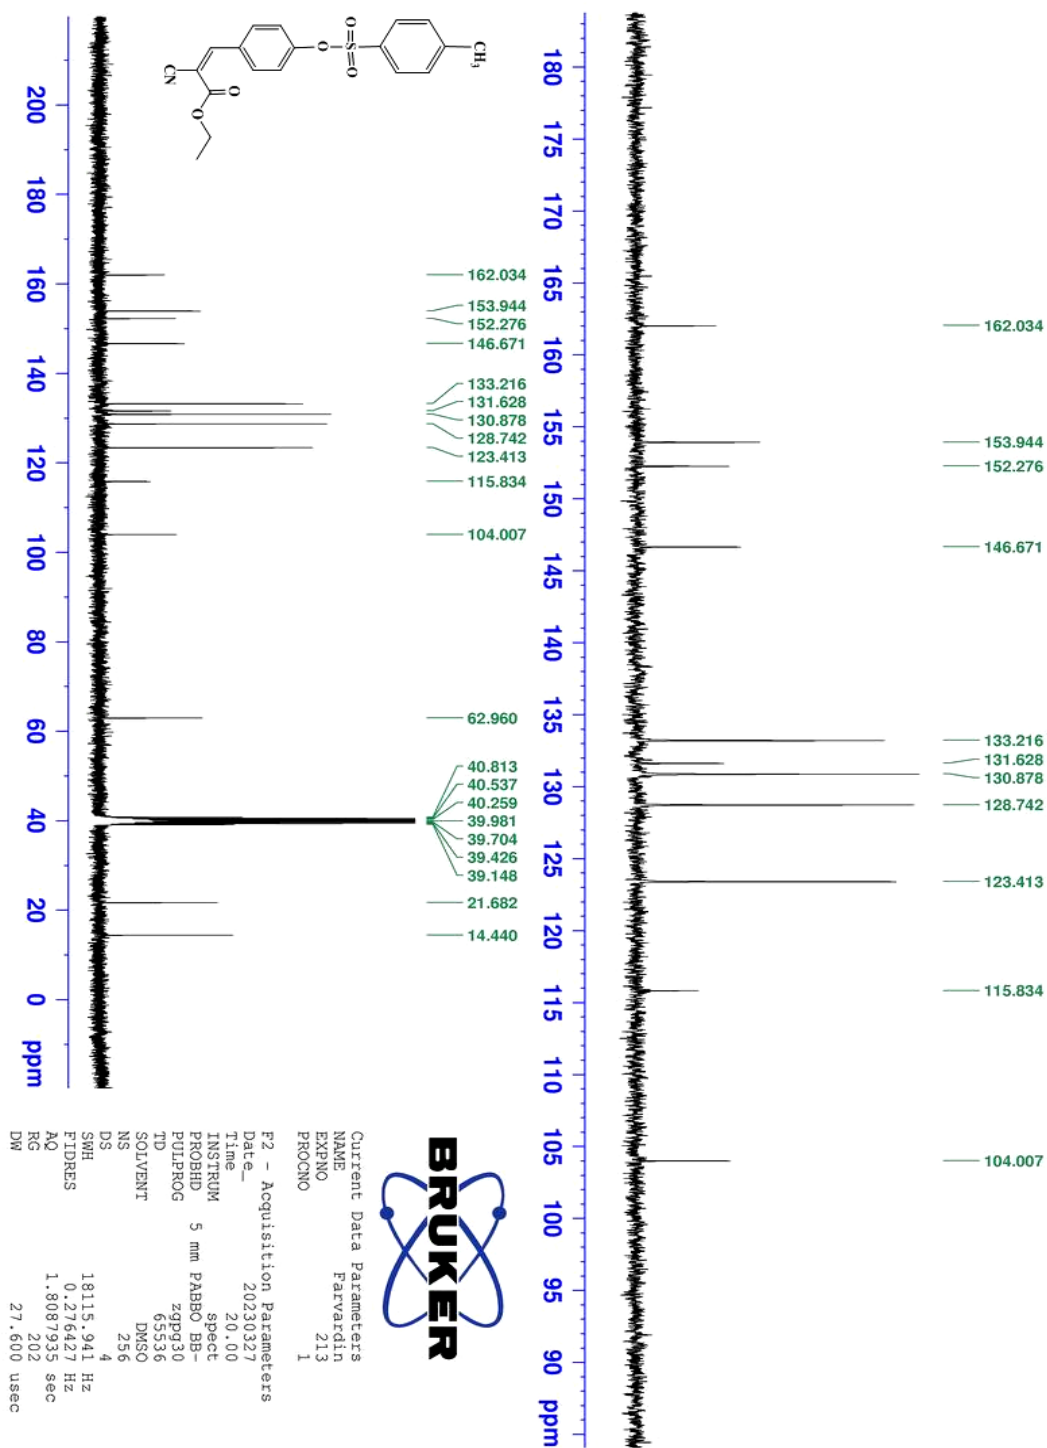 CH₃
O=S=O
O
CN
O
O
162.034
153.944
152.276
146.671
133.216
131.628
130.878
128.742
123.413
115.834
104.007
180 175 170 165 160 155 150 145 140 135 130 125 120 115 110 105 100 95 90 ppm
162.034
153.944
152.276
146.671
133.216
131.628
130.878
128.742
123.413
115.834
104.007
62.960
40.813
40.537
40.259
39.981
39.704
39.426
39.148
21.682
14.440
200 180 160 140 120 100 80 60 40 20 0 ppm
BRUKER
Current Data Parameters
NAME Farvardin
EXPNO 213
PROCNO 1
F2 - Acquisition Parameters
Date_ 20230327
Time 20.00
INSTRUM spect
PROBHD 5 mm PABBO BB-
PULPROG zgpg30
TD 65536
SOLVENT DMSO
NS 256
DS 4
SWH 18115.941 Hz
FIDRES 0.276427 Hz
AQ 1.8087935 sec
RG 202
DW 27.600 usec